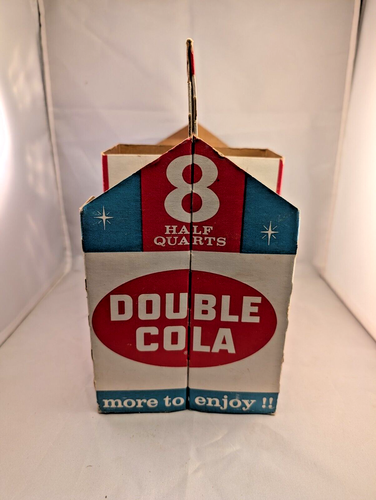 8
HALF
QUARTS
DOUBLE
COLA
more to enjoy !!